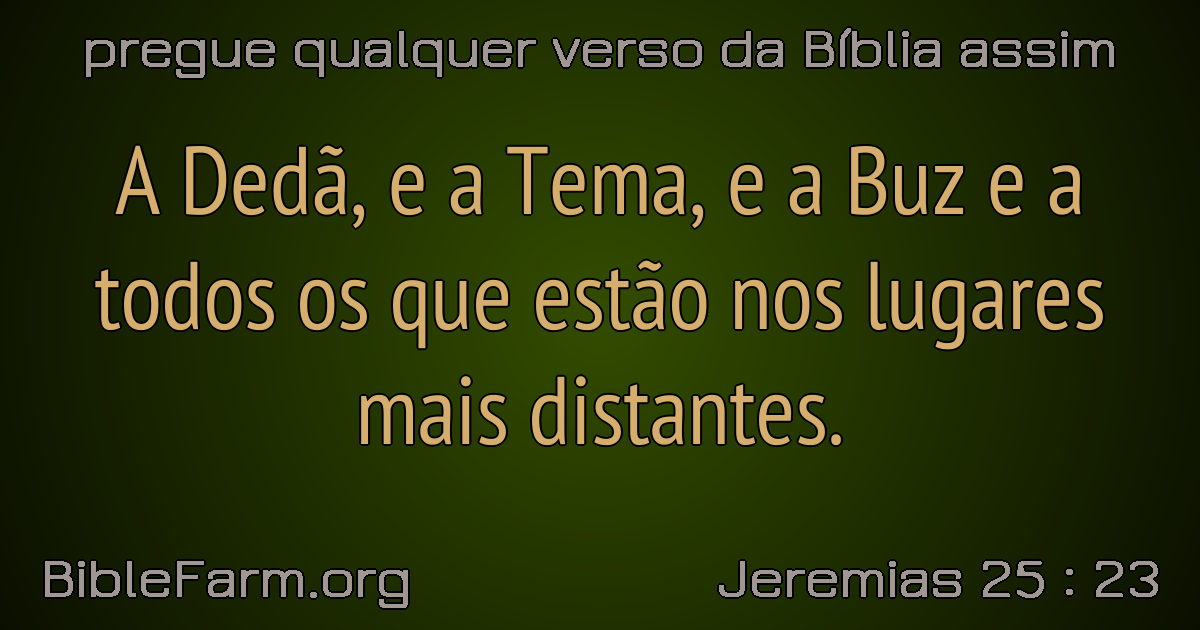 pregue qualquer verso da Bíblia assim
A Dedã, e a Tema, e a Buz e a
todos os que estão nos lugares
mais distantes.
BibleFarm.org
Jeremias 25 : 23